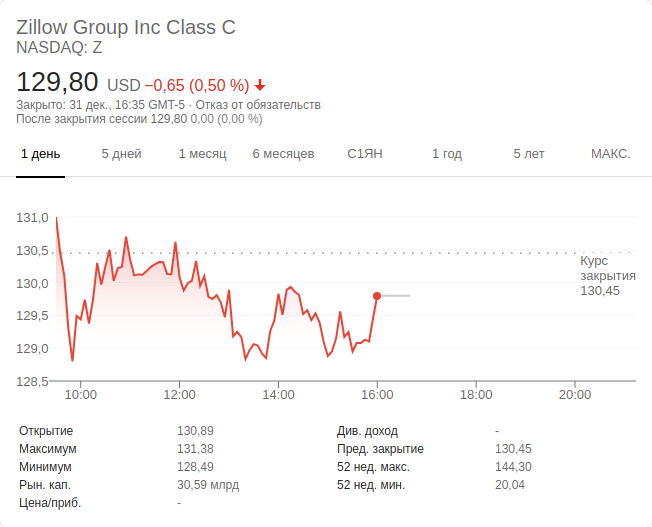 Zillow Group Inc Class C
NASDAQ: Z
129,80 USD −0,65 (0,50 %)
Закрыто: 31 дек., 16:35 GMT-5 · Отказ от обязательств
После закрытия сессии 129,80 0,00 (0,00 %)
1 день 5 дней 1 месяц 6 месяцев С1ЯН 1 год 5 лет МАКС.
131,0
130,5
130,0
129,5
129,0
128,5
Курс
закрытия
130,45
10:00 12:00 14:00 16:00 18:00 20:00
Открытие 130,89 Див. доход -
Максимум 131,38 Пред. закрытие 130,45
Минимум 128,49 52 нед. макс. 144,30
Рын. кап. 30,59 млрд 52 нед. мин. 20,04
Цена/приб. -